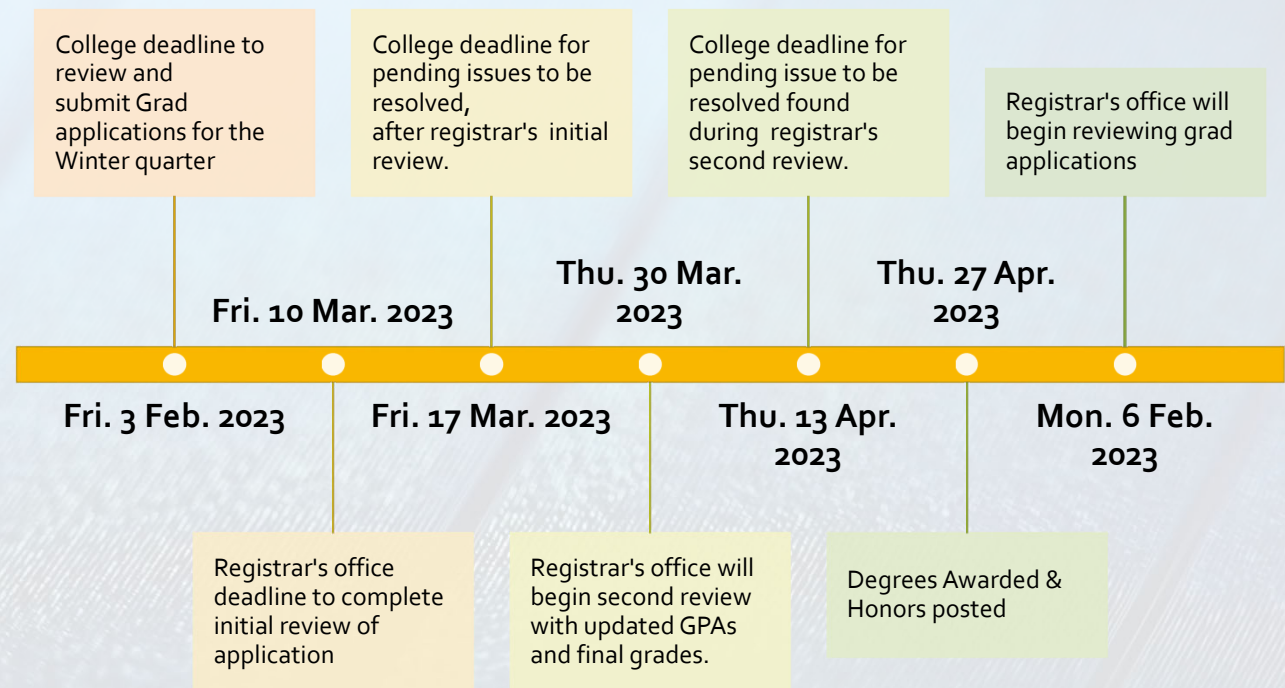 College deadline to
review and
submit Grad
applications for the
Winter quarter
College deadline for
pending issues to be
resolved,
after registrar's initial
review.
College deadline for
pending issue to be
resolved found
during registrar's
second review.
Registrar's office will
begin reviewing grad
applications
Fri. 10 Mar. 2023
Thu. 30 Mar.
2023
Thu. 27 Apr.
2023
Fri. 3 Feb. 2023
Fri. 17 Mar. 2023
Thu. 13 Apr.
2023
Mon. 6 Feb.
2023
Registrar's office
deadline to complete
initial review of
application
Registrar's office will
begin second review
with updated GPAs
and final grades.
Degrees Awarded &
Honors posted